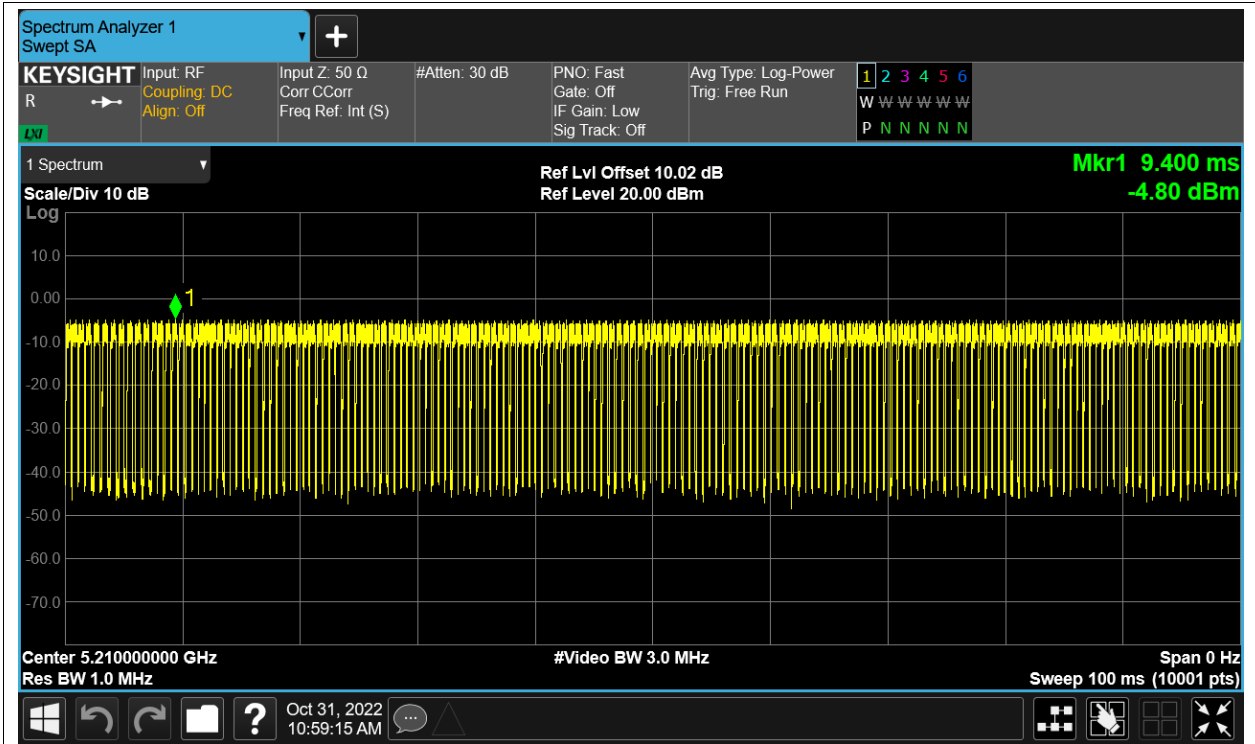 Spectrum Analyzer 1
Swept SA
+
KEYSIGHT
R
LXI
Input: RF
Coupling: DC
Align: Off
Input Z: 50 Ω
Corr CCorr
Freq Ref: Int (S)
#Atten: 30 dB
PNO: Fast
Gate: Off
IF Gain: Low
Sig Track: Off
Avg Type: Log-Power
Trig: Free Run
1 2 3 4 5 6
W W W W W W
P N N N N N
1 Spectrum
Scale/Div 10 dB
Ref Lvl Offset 10.02 dB
Ref Level 20.00 dBm
Mkr1 9.400 ms
-4.80 dBm
Log
10.0
0.00
1
-10.0
-20.0
-30.0
-40.0
-50.0
-60.0
-70.0
Center 5.210000000 GHz
Res BW 1.0 MHz
#Video BW 3.0 MHz
Span 0 Hz
Sweep 100 ms (10001 pts)
?
Oct 31, 2022
10:59:15 AM